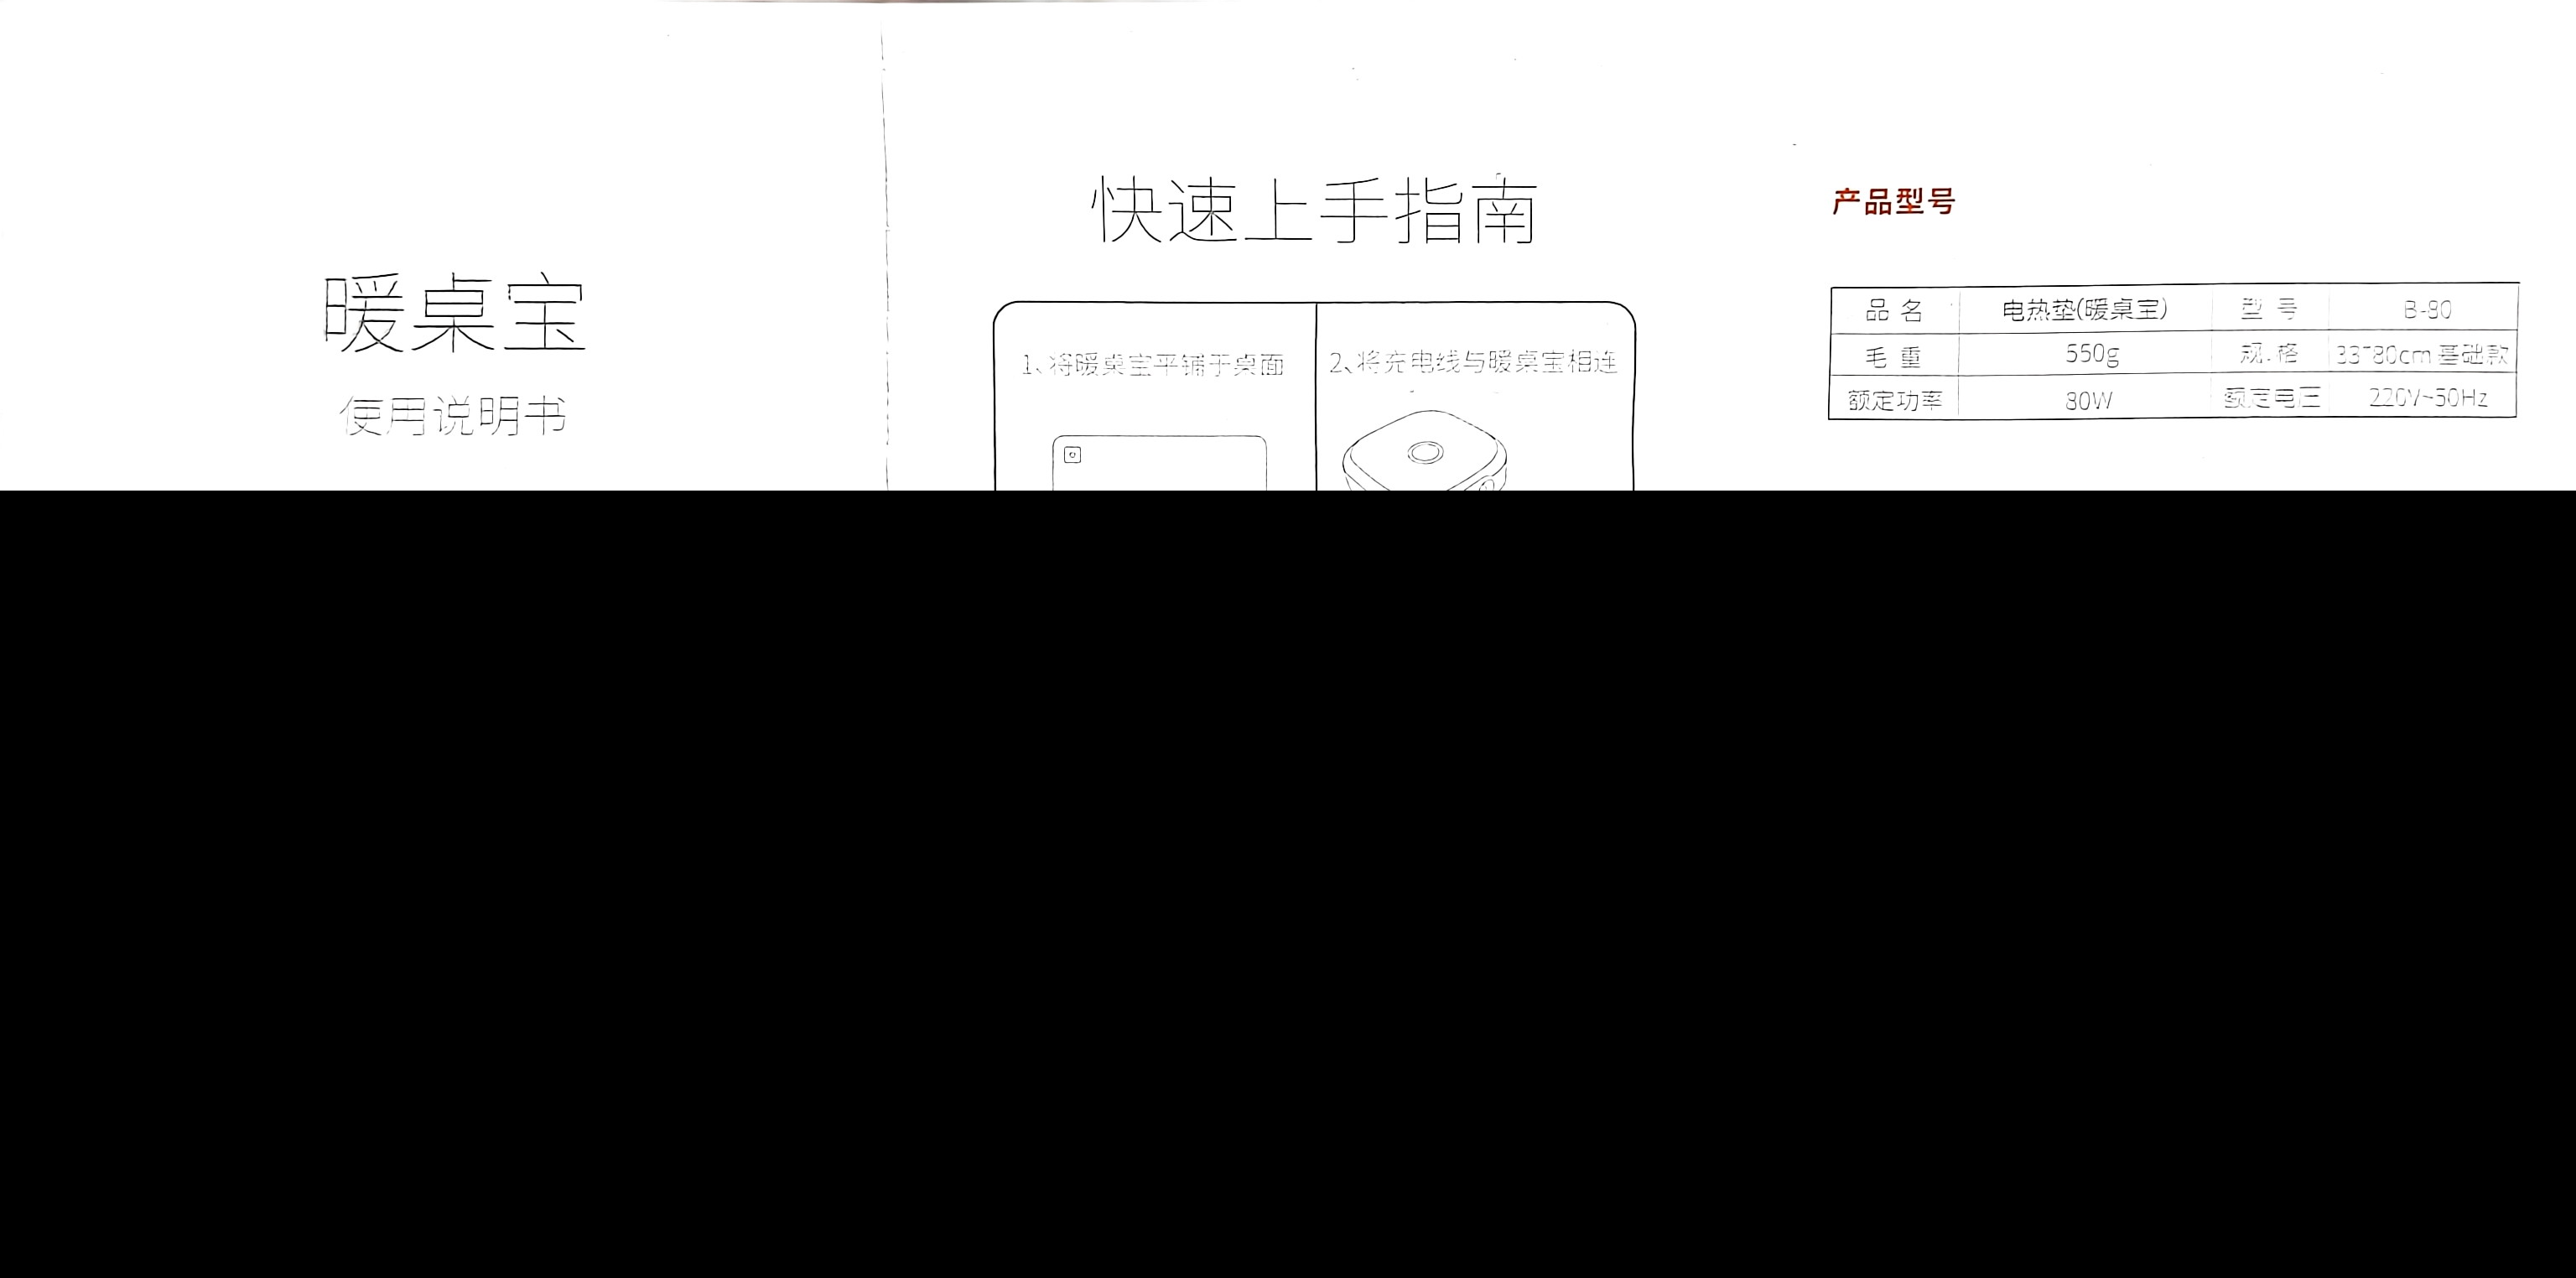 暖桌宝
使用说明书
快速上手指南
1、将暖桌宝平铺于桌面
2、将充电线与暖桌宝相连
产品型号
品 名 电热垫(暖桌宝) 型 号 B-80
毛 重 550g 规 格 33*80cm 基础款
额定功率 80W 额定电压 220V~50Hz